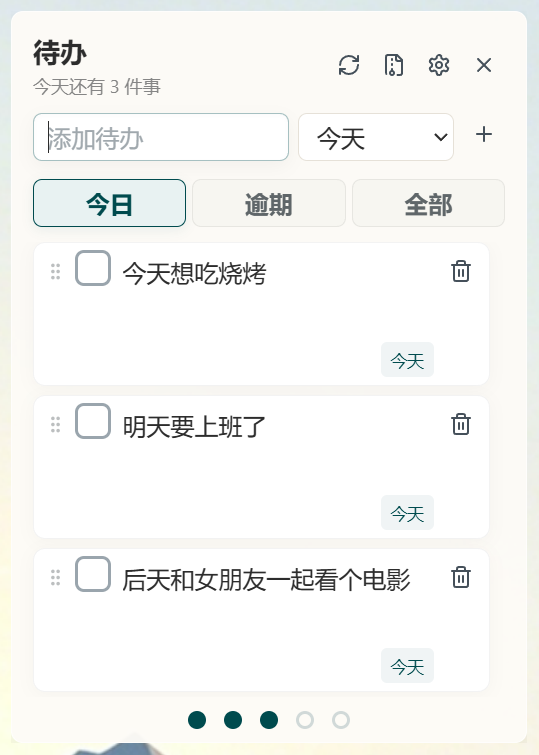 待办
今天还有 3 件事
添加待办
今天
今日
逾期
全部
今天想吃烧烤
今天
明天要上班了
今天
后天和女朋友一起看个电影
今天